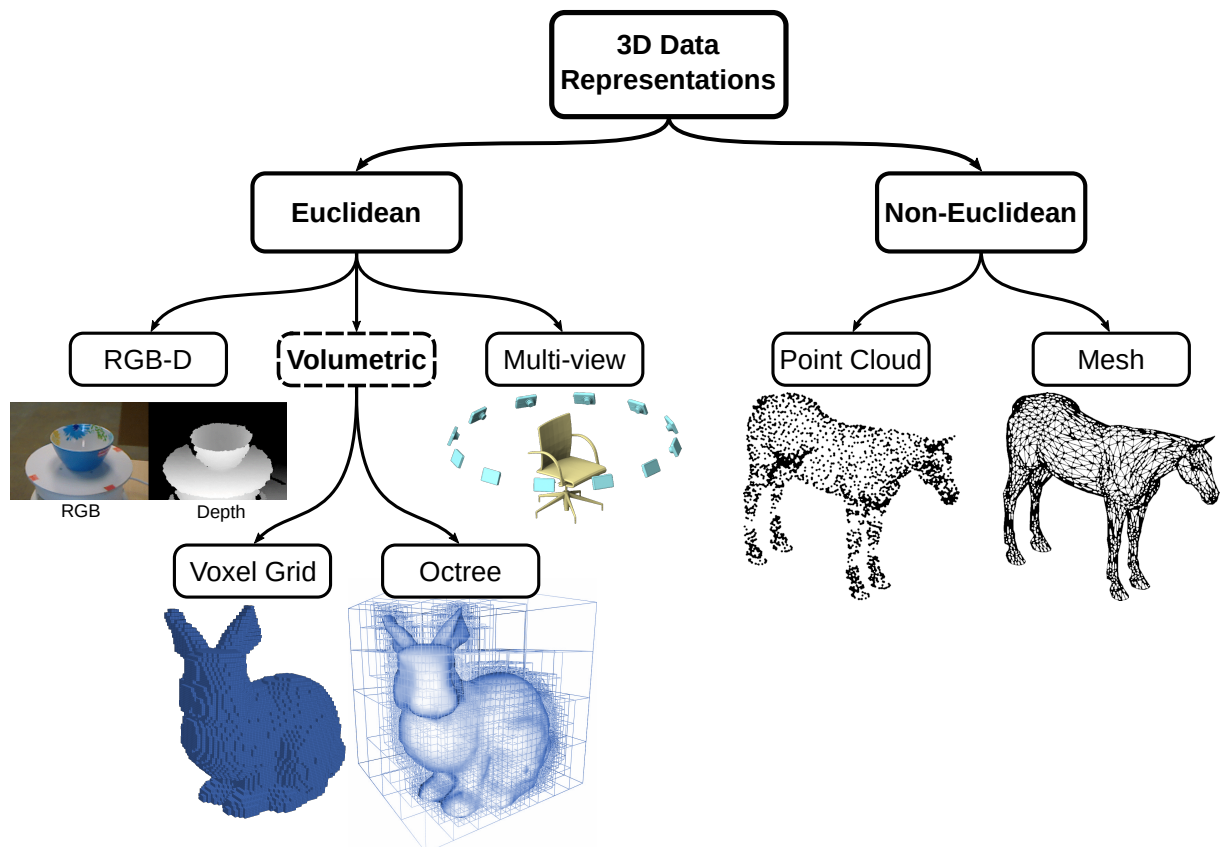 3D Data
Representations
Euclidean
Non-Euclidean
RGB-D
Volumetric
Multi-view
Point Cloud
Mesh
RGB
Depth
Voxel Grid
Octree